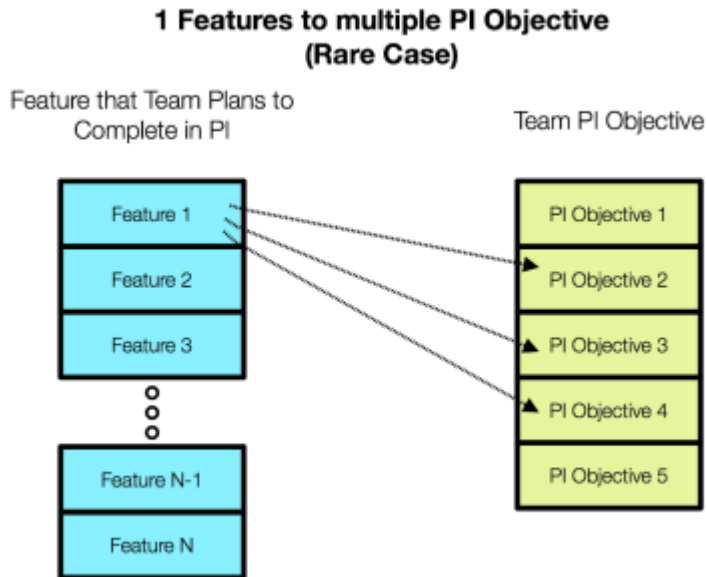 1 Features to multiple PI Objective
(Rare Case)
Feature that Team Plans to
Complete in PI
Team PI Objective
Feature 1
Feature 2
Feature 3
Feature N-1
Feature N
PI Objective 1
PI Objective 2
PI Objective 3
PI Objective 4
PI Objective 5